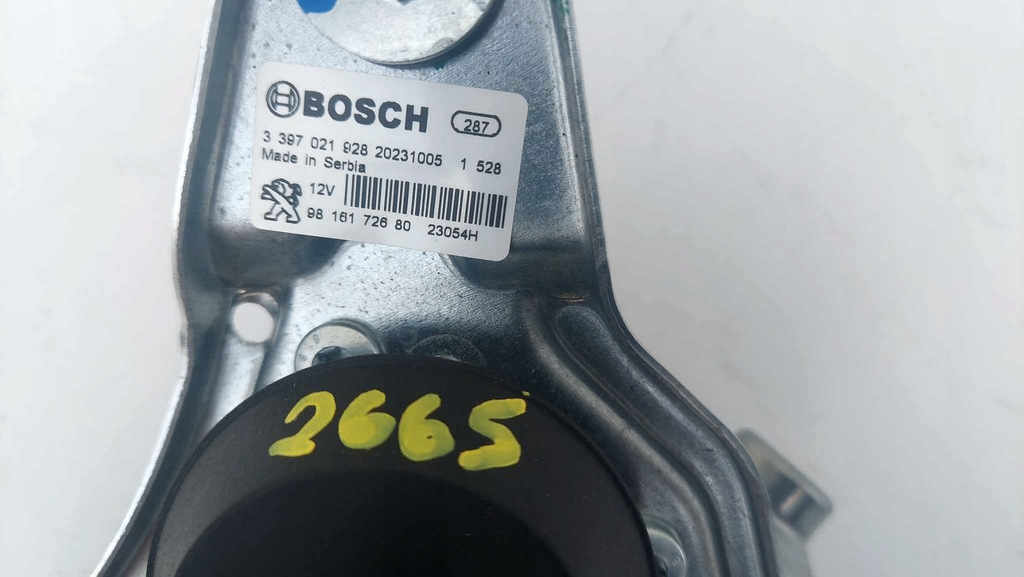 BOSCH 287
3 397 021 928 20231005 1 528
Made in Serbia
12V
98 161 726 80 23054H
2665